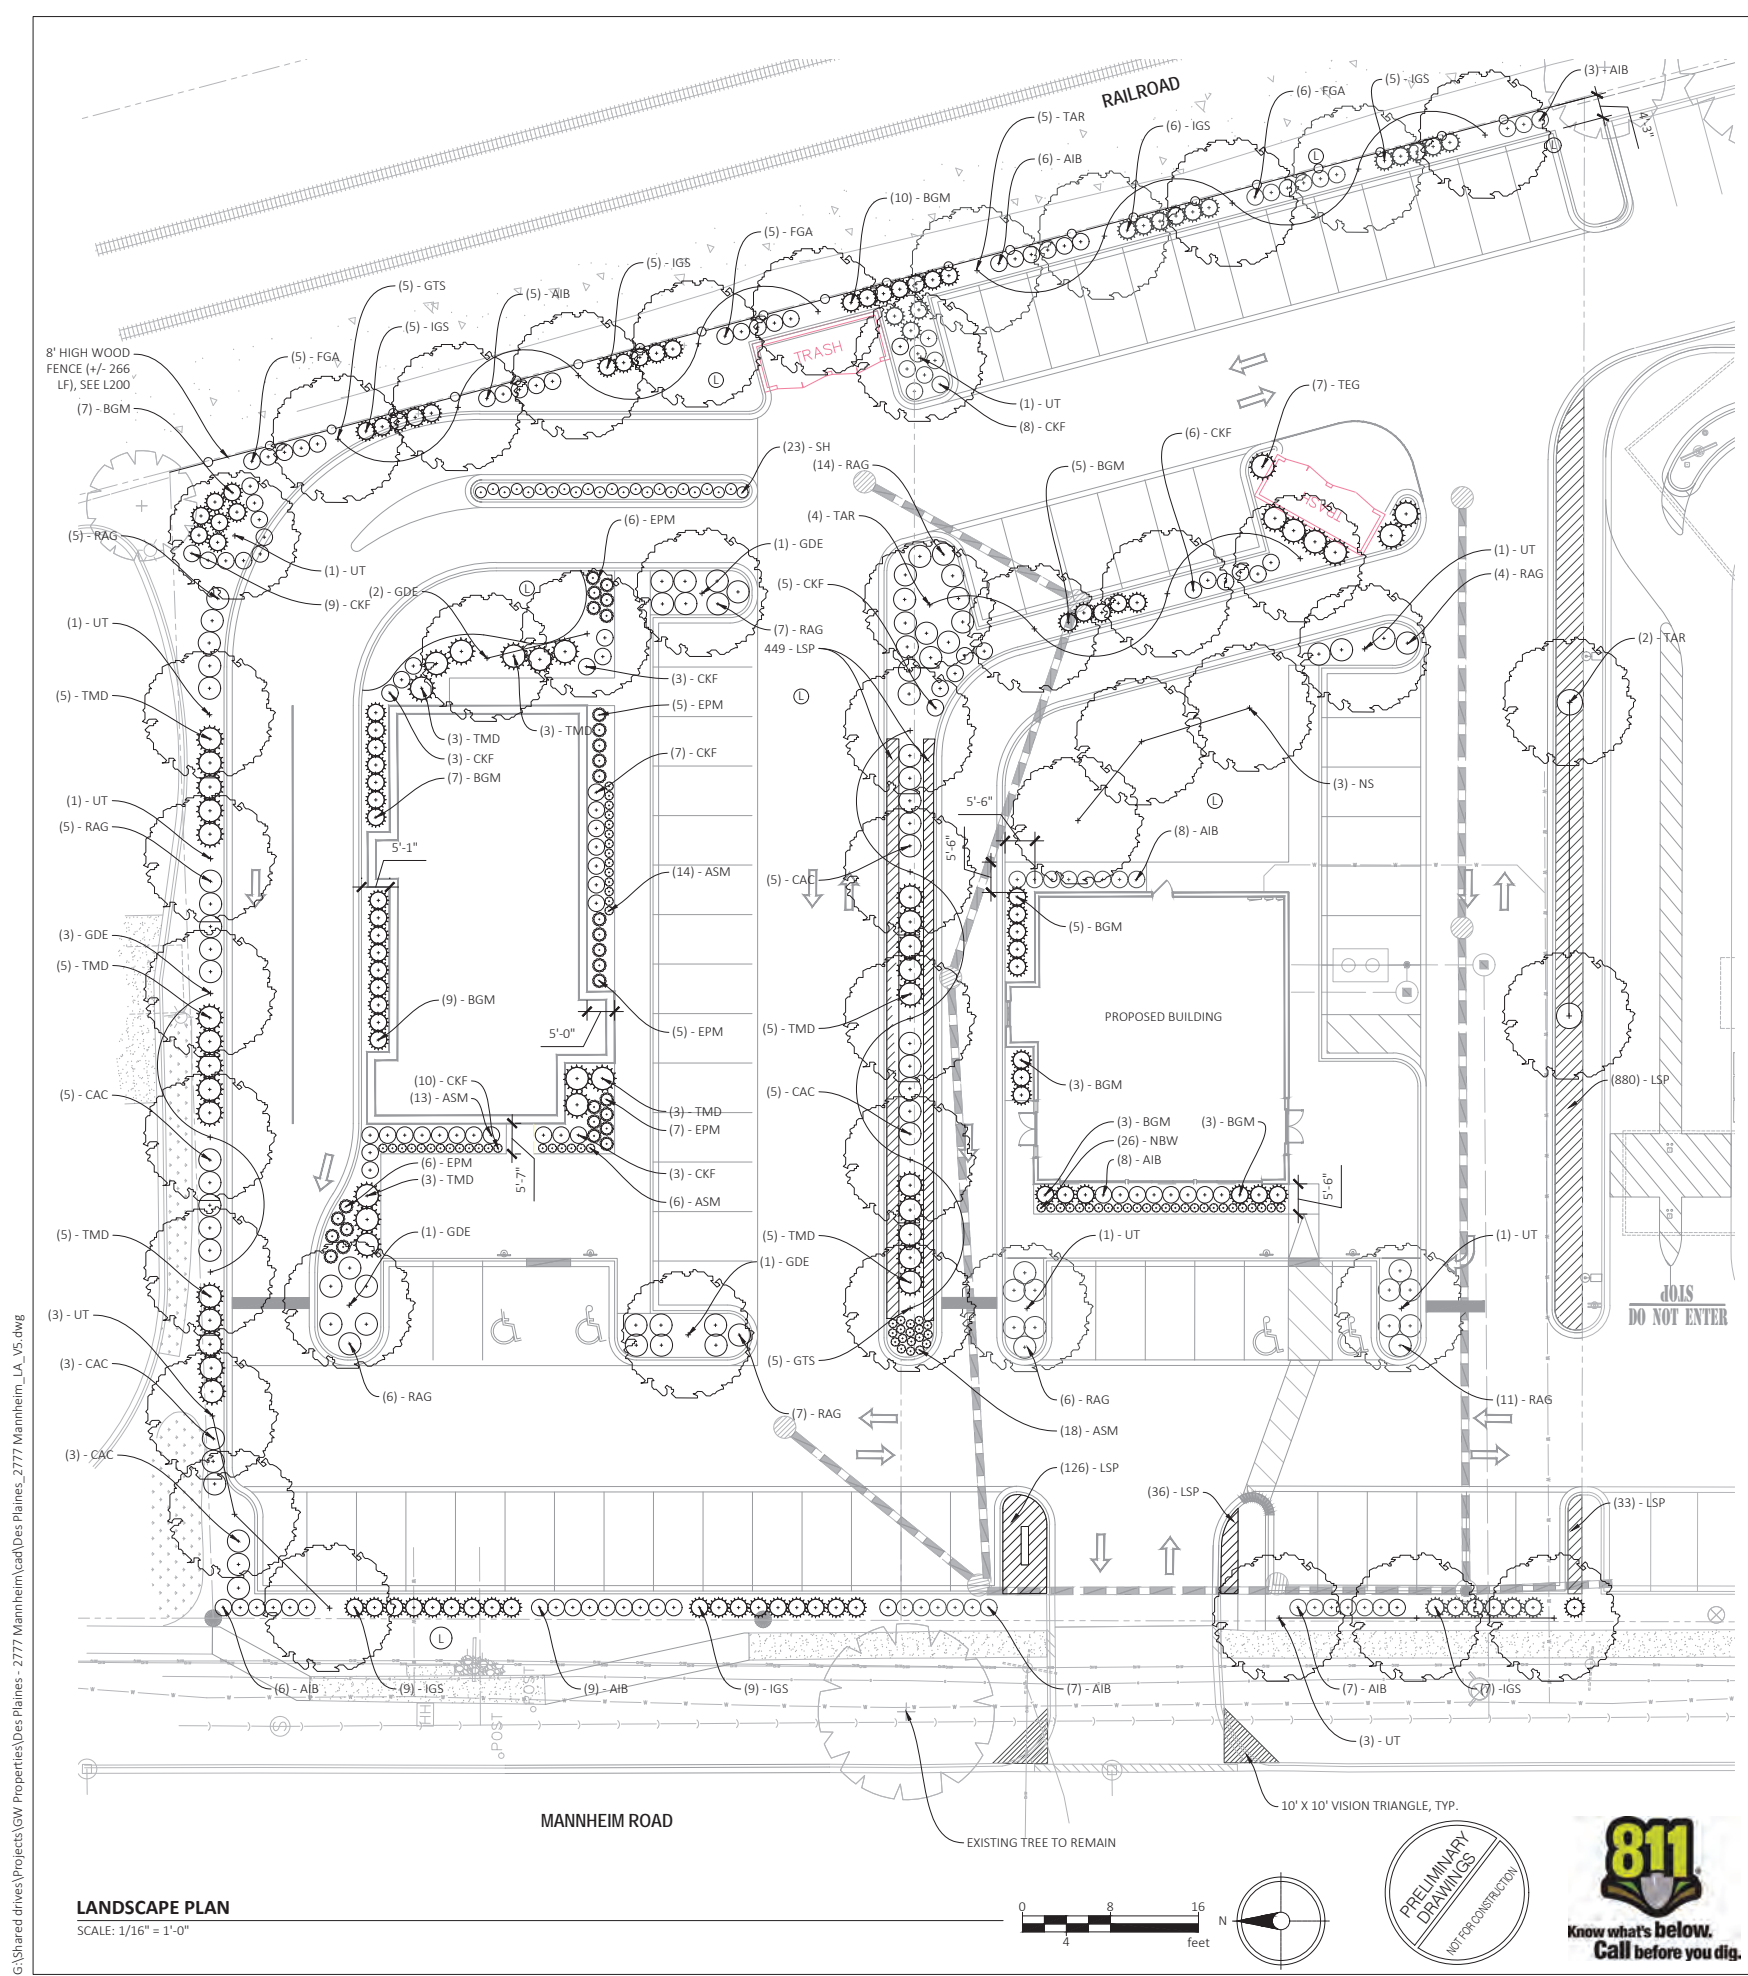 RAILROAD
(5) - IGS
(3) - AIB
(6) - FGA
4'-3"
(5) - TAR
(6) - IGS
(6) - AIB
(10) - BGM
(5) - FGA
(5) - IGS
(5) - GTS
(5) - AIB
(5) - IGS
8' HIGH WOOD
FENCE (+/- 266
LF), SEE L200
(5) - FGA
TRASH
L
L
L
(7) - BGM
(1) - UT
(8) - CKF
(7) - TEG
(6) - CKF
(23) - SH
(14) - RAG
(5) - BGM
TRASH
(4) - TAR
(6) - EPM
(5) - RAG
(1) - GDE
(1) - UT
(1) - UT
(4) - RAG
(5) - CKF
(2) - GDE
L
(9) - CKF
(1) - UT
(7) - RAG
449 - LSP
(2) - TAR
(3) - CKF
(5) - TMD
L
(5) - EPM
(3) - TMD
(3) - TMD
(3) - CKF
(7) - CKF
(7) - BGM
(3) - NS
(1) - UT
5'-6"
L
(5) - RAG
5'-1"
5'-6"
(8) - AIB
(14) - ASM
(5) - CAC
(3) - GDE
(5) - BGM
(5) - TMD
(9) - BGM
PROPOSED BUILDING
5'-0"
(5) - EPM
(5) - TMD
(10) - CKF
(3) - BGM
(880) - LSP
(5) - CAC
(13) - ASM
(5) - CAC
(3) - TMD
(7) - EPM
(3) - BGM
(3) - BGM
(26) - NBW
(6) - EPM
(3) - CKF
(8) - AIB
(3) - TMD
5'-7"
(6) - ASM
5'-6"
(5) - TMD
(1) - GDE
(5) - TMD
(1) - UT
(1) - UT
(1) - GDE
STOP
DO NOT ENTER
(3) - UT
(5) - GTS
(3) - CAC
(6) - RAG
(7) - RAG
(6) - RAG
(11) - RAG
(18) - ASM
(3) - CAC
(126) - LSP
(36) - LSP
(33) - LSP
L
(6) - AIB
(9) - IGS
(9) - AIB
(9) - IGS
(7) - AIB
(7) - AIB
(7) -IGS
POST
HH
S
POST
(3) - UT
10' X 10' VISION TRIANGLE, TYP.
MANNHEIM ROAD
EXISTING TREE TO REMAIN
LANDSCAPE PLAN
SCALE: 1/16" = 1'-0"
0 8 16
4 feet
N
PRELIMINARY
DRAWINGS
NOT FOR CONSTRUCTION
811
Know what's below.
Call before you dig.
G:\Shared drives\Projects\GW Properties\Des Plaines - 2777 Mannheim\cad\Des Plaines_2777 Mannheim_LA_V5.dwg